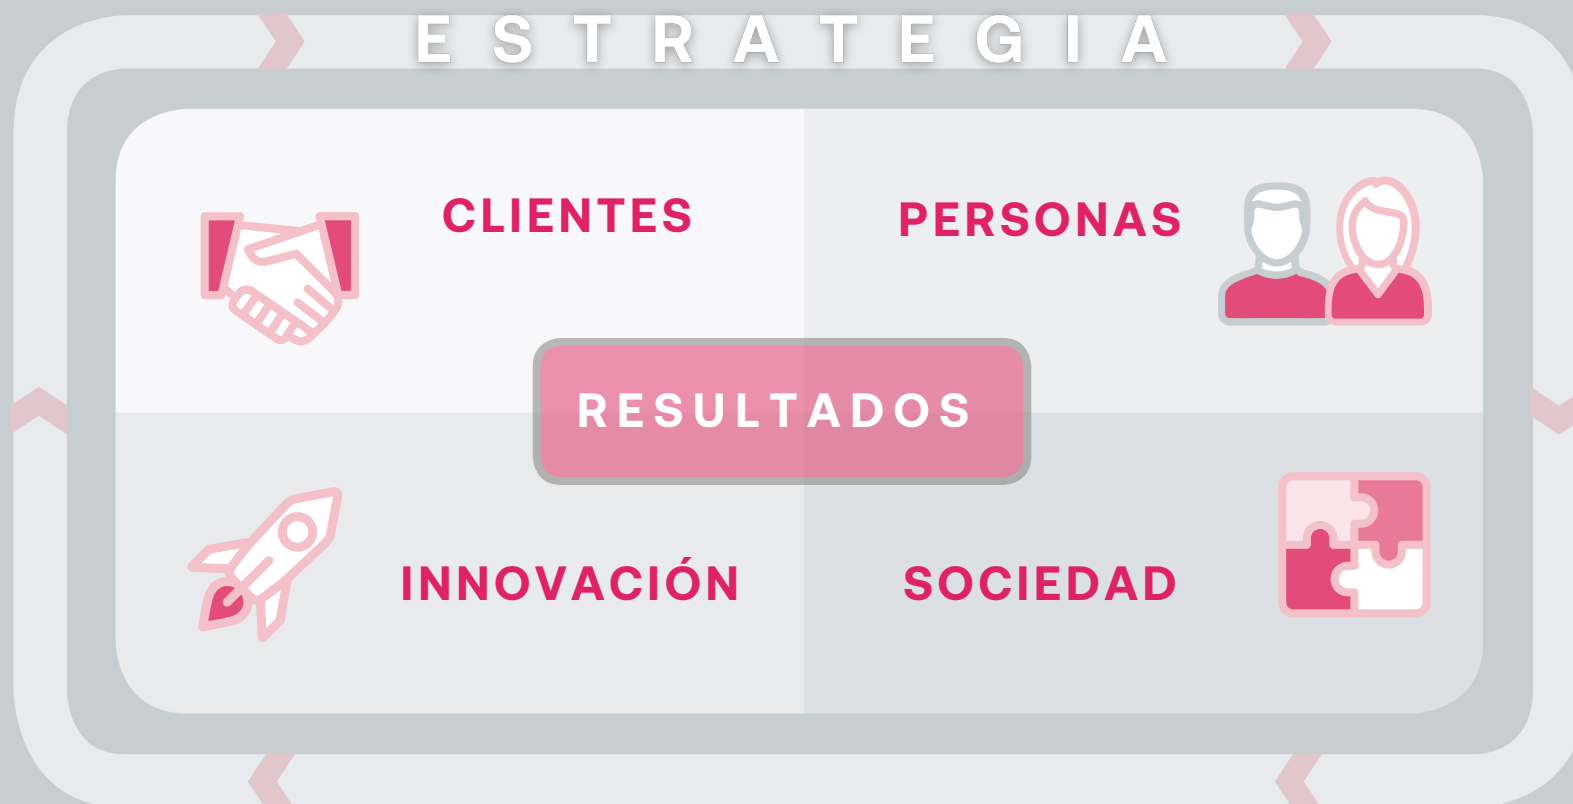 ESTRATEGIA
CLIENTES
PERSONAS
RESULTADOS
INNOVACIÓN
SOCIEDAD